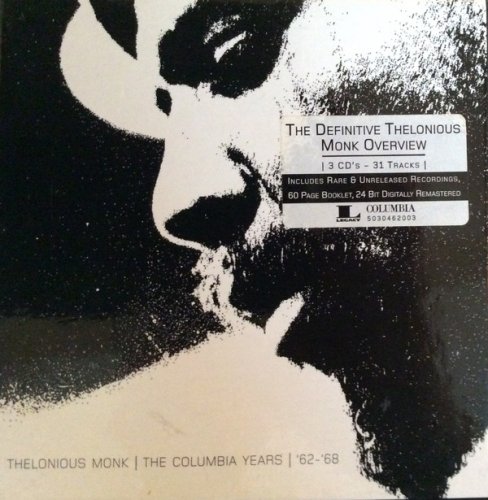 THE DEFINITIVE THELONIOUS
MONK OVERVIEW
| 3 CD's - 31 TRACKS |
INCLUDES RARE & UNRELEASED RECORDINGS,
60 PAGE BOOKLET, 24 BIT DIGITALLY REMASTERED
L
LEGACY
COLUMBIA
5030462003
THELONIOUS MONK | THE COLUMBIA YEARS | '62-'68